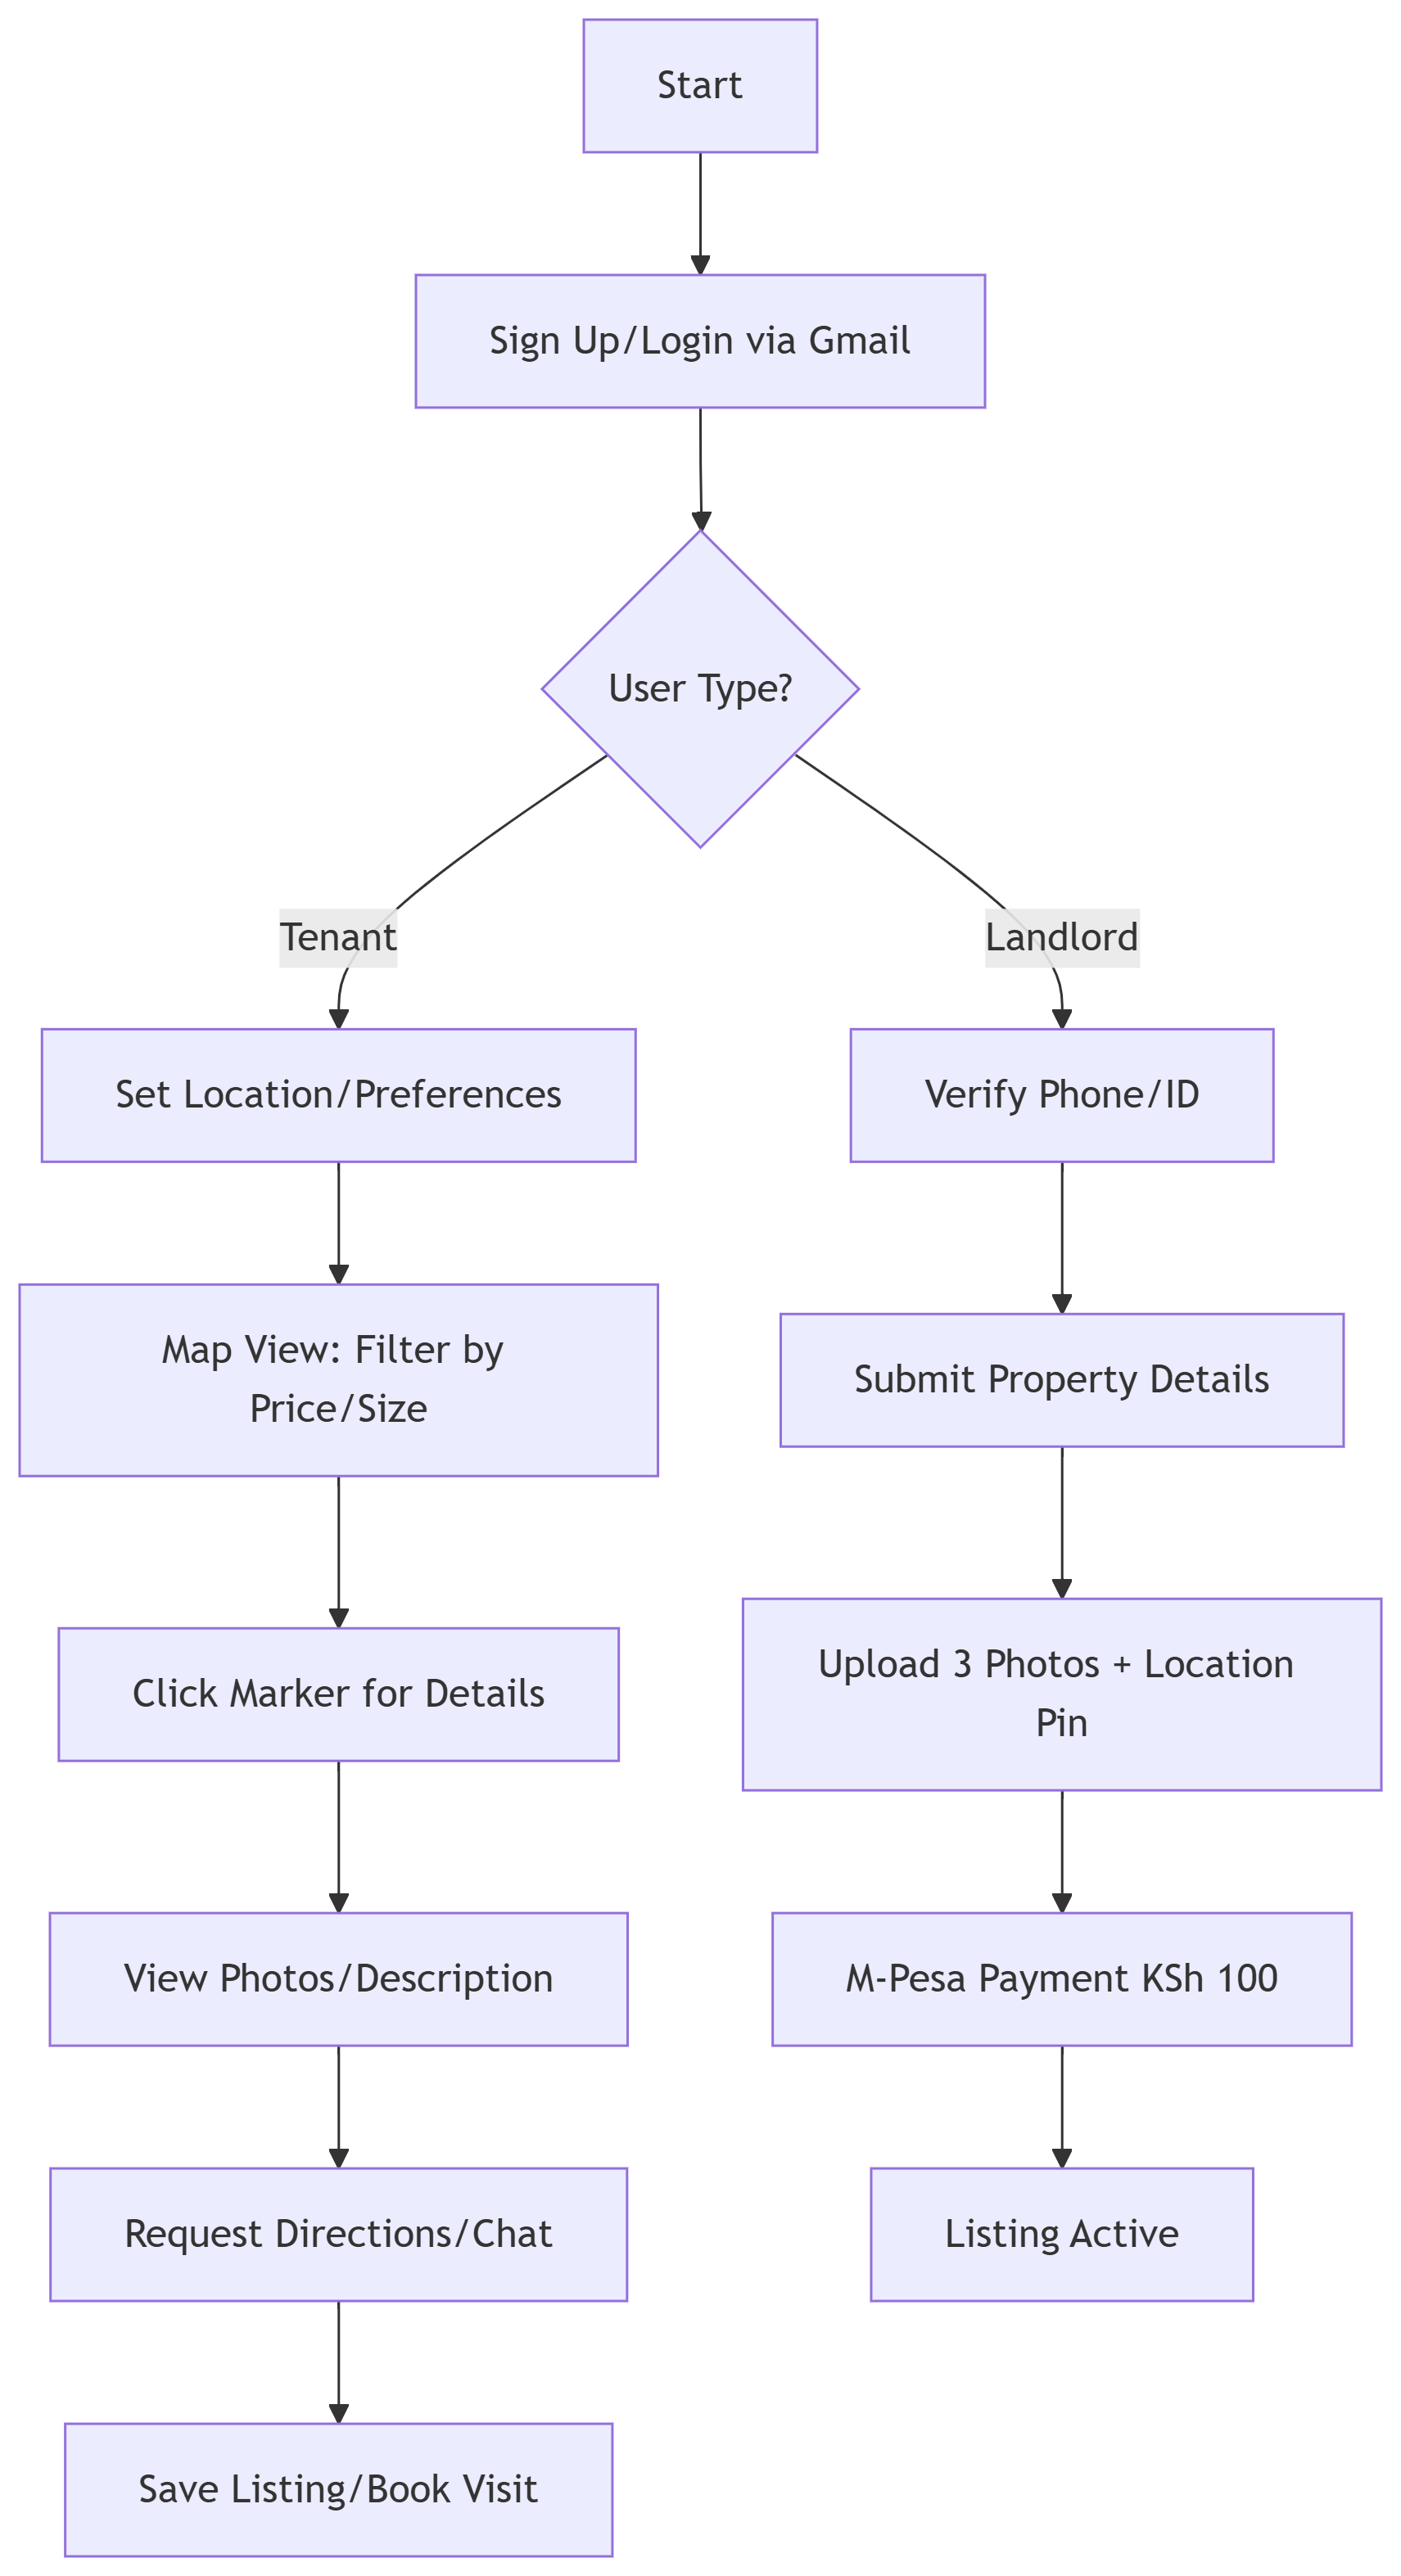 Start
Sign Up/Login via Gmail
User Type?
Tenant
Landlord
Set Location/Preferences
Verify Phone/ID
Map View: Filter by
Price/Size
Submit Property Details
Click Marker for Details
Upload 3 Photos + Location
Pin
View Photos/Description
M-Pesa Payment KSh 100
Request Directions/Chat
Listing Active
Save Listing/Book Visit